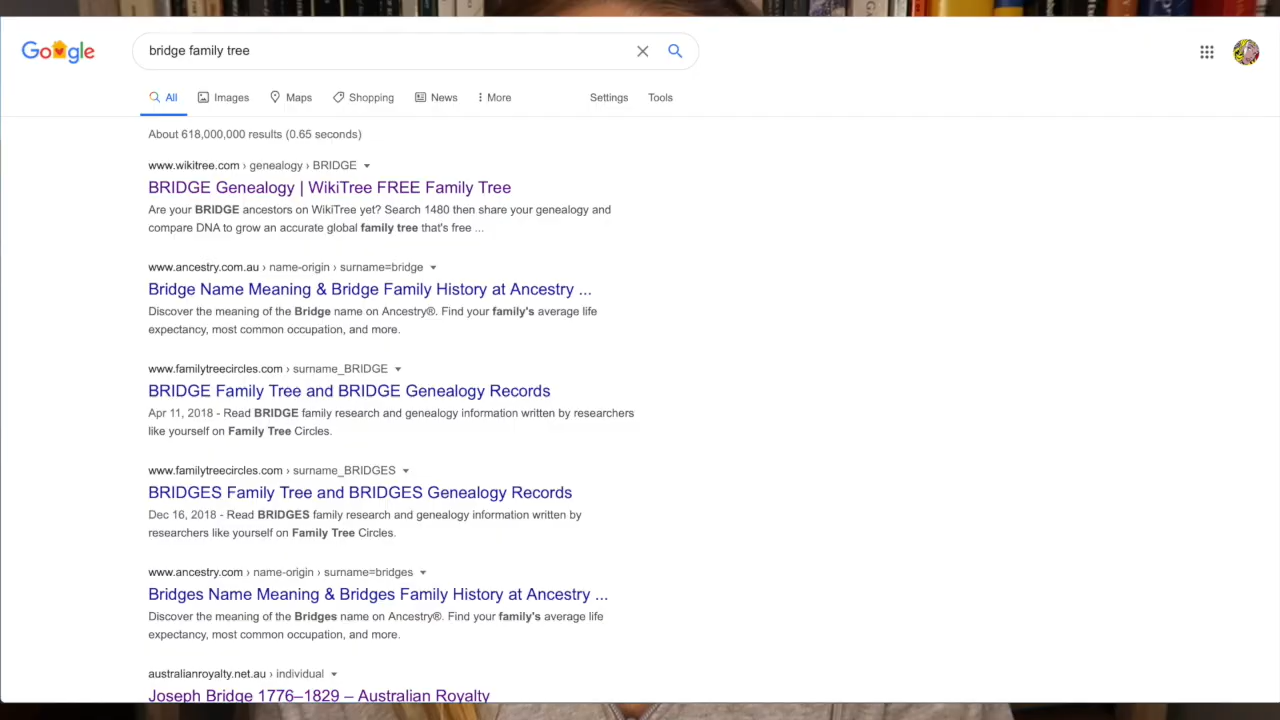 Google
bridge family tree
All Images Maps Shopping News More Settings Tools
About 618,000,000 results (0.65 seconds)
www.wikitree.com › genealogy › BRIDGE
BRIDGE Genealogy | WikiTree FREE Family Tree
Are your BRIDGE ancestors on WikiTree yet? Search 1480 then share your genealogy and
compare DNA to grow an accurate global family tree that's free ...
www.ancestry.com.au › name-origin › surname=bridge
Bridge Name Meaning & Bridge Family History at Ancestry ...
Discover the meaning of the Bridge name on Ancestry®. Find your family's average life
expectancy, most common occupation, and more.
www.familytreecircles.com › surname_BRIDGE
BRIDGE Family Tree and BRIDGE Genealogy Records
Apr 11, 2018 - Read BRIDGE family research and genealogy information written by researchers
like yourself on Family Tree Circles.
www.familytreecircles.com › surname_BRIDGES
BRIDGES Family Tree and BRIDGES Genealogy Records
Dec 16, 2018 - Read BRIDGES family research and genealogy information written by
researchers like yourself on Family Tree Circles.
www.ancestry.com › name-origin › surname=bridges
Bridges Name Meaning & Bridges Family History at Ancestry ...
Discover the meaning of the Bridges name on Ancestry®. Find your family's average life
expectancy, most common occupation, and more.
australianroyalty.net.au › individual
Joseph Bridge 1776–1829 – Australian Royalty